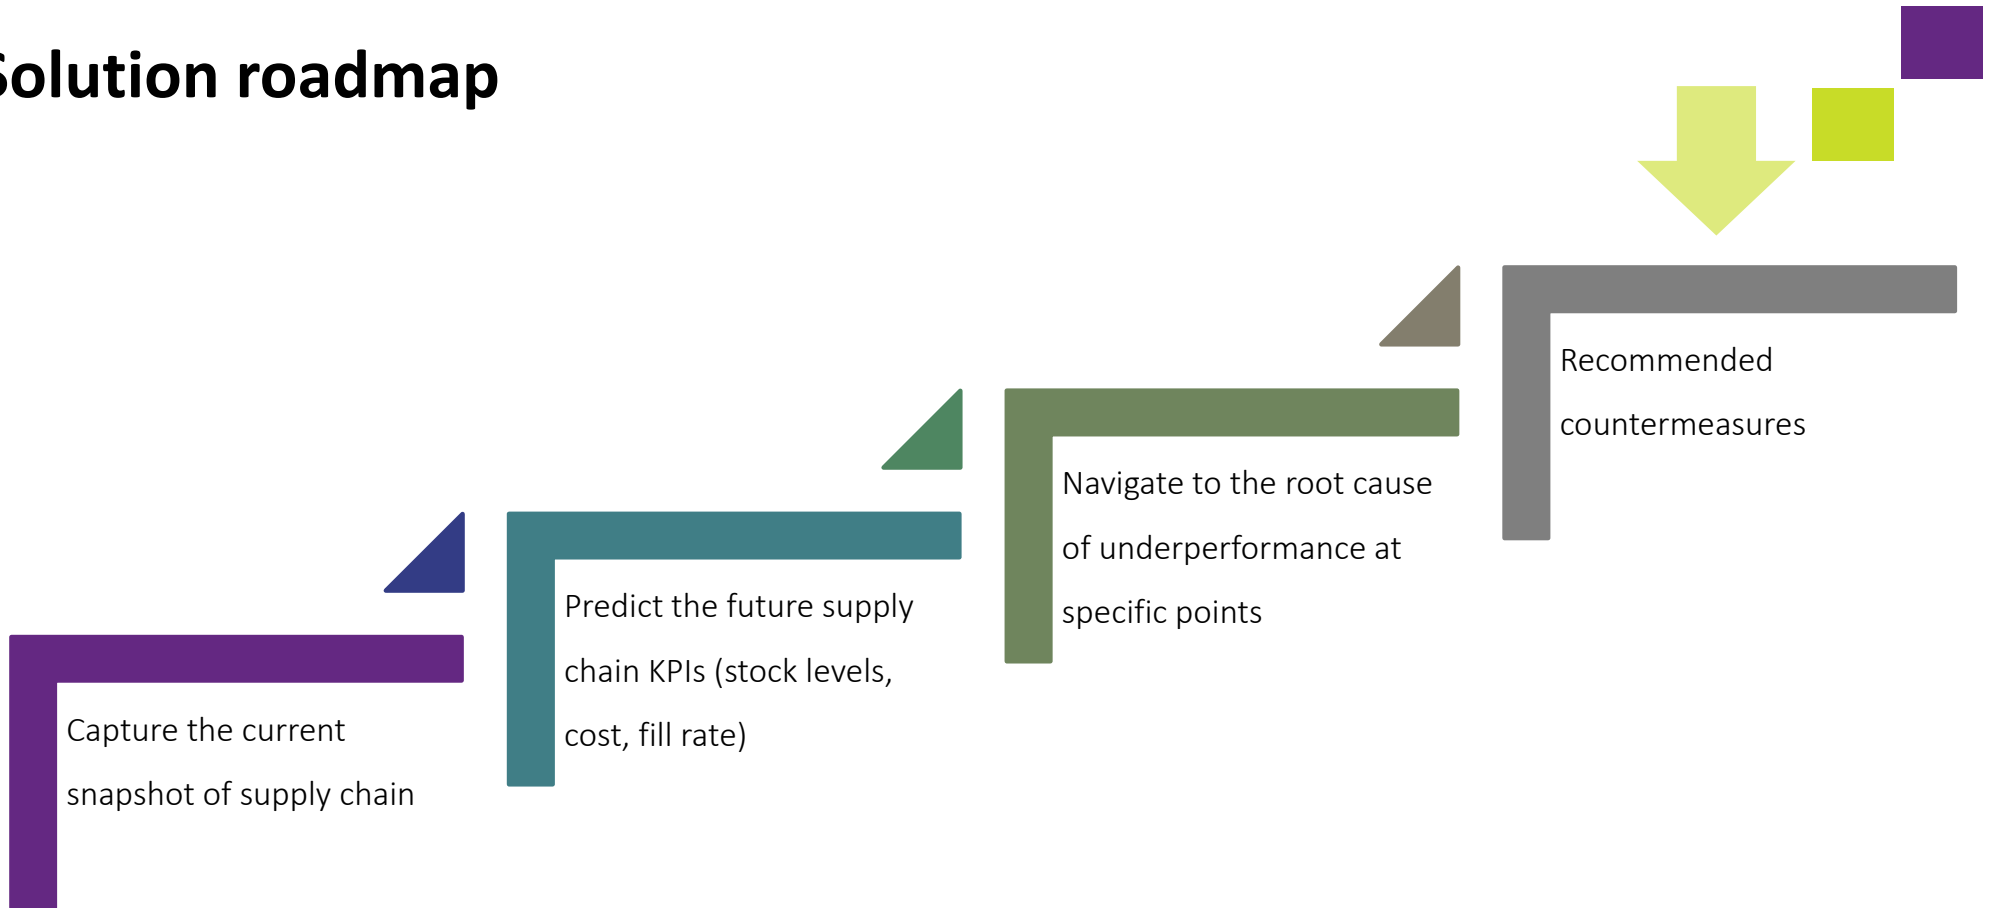 Solution roadmap
Recommended
countermeasures
Navigate to the root cause
of underperformance at
specific points
Predict the future supply
chain KPIs (stock levels,
cost, fill rate)
Capture the current
snapshot of supply chain